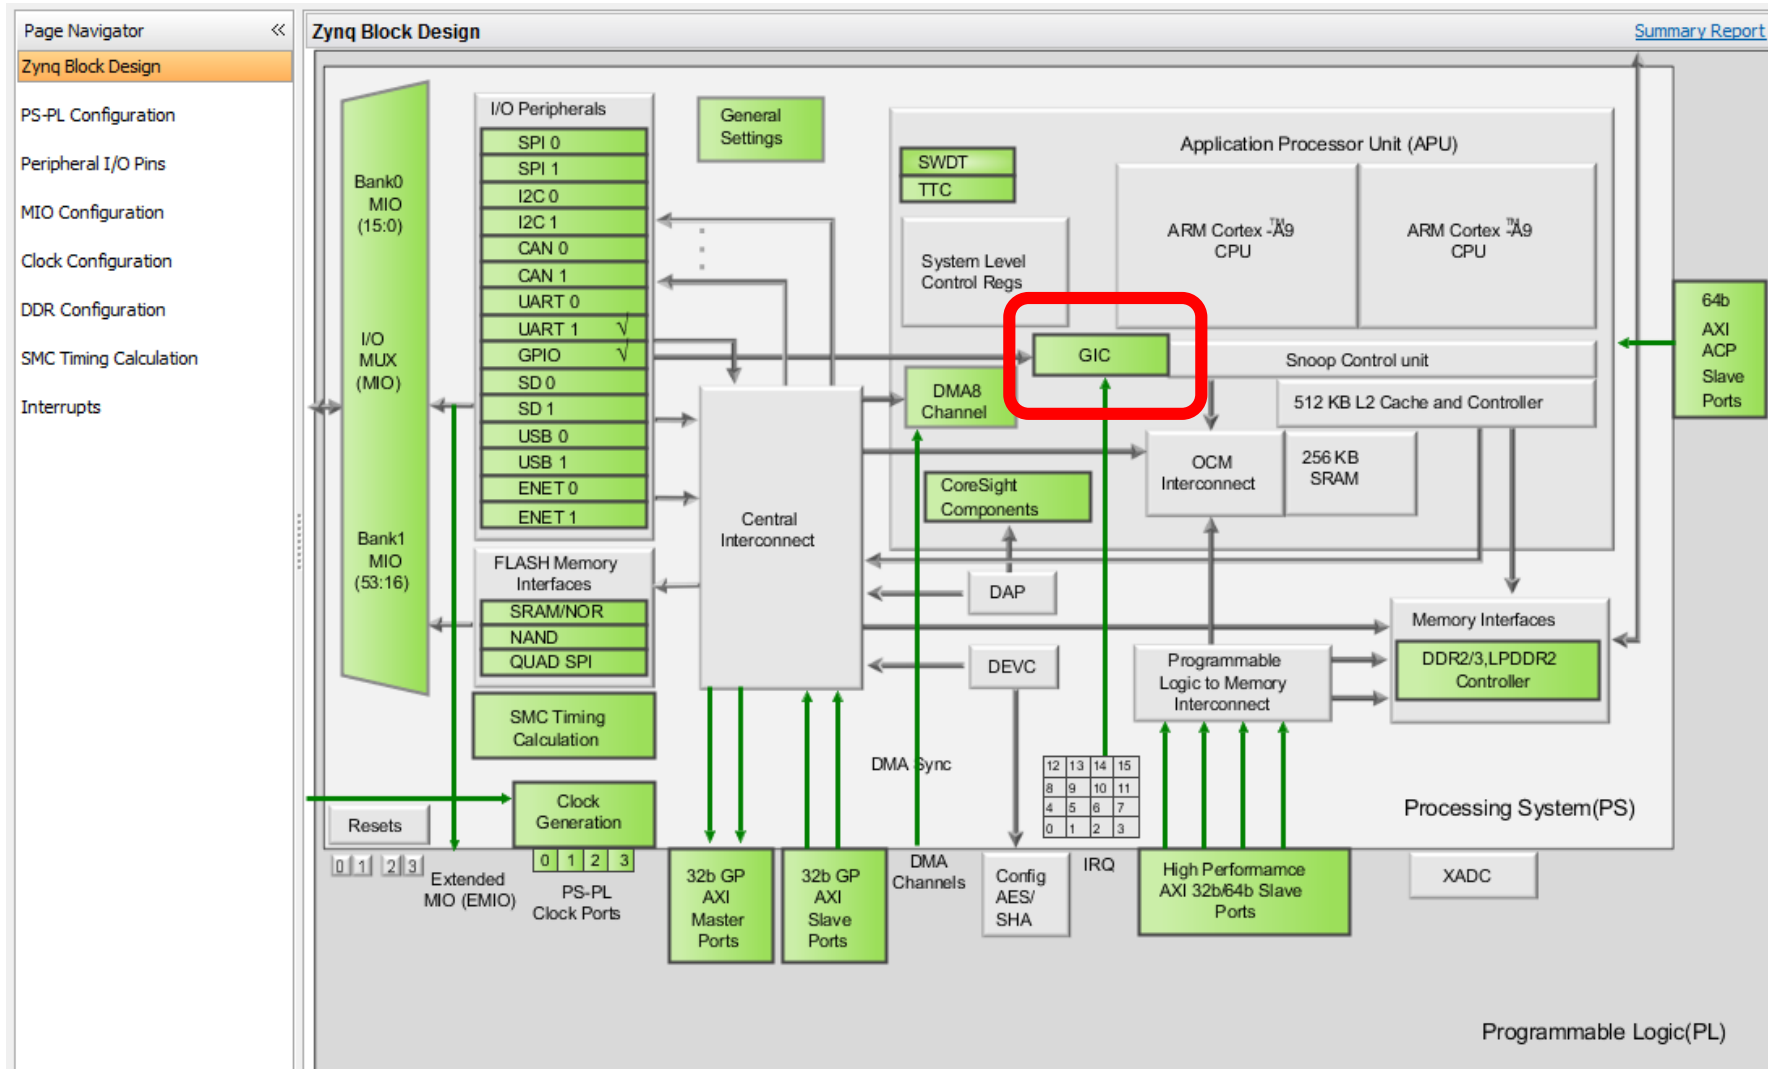 Page Navigator «
Zynq Block Design
PS-PL Configuration
Peripheral I/O Pins
MIO Configuration
Clock Configuration
DDR Configuration
SMC Timing Calculation
Interrupts
Zynq Block Design
Summary Report
Bank0
MIO
(15:0)
I/O
MUX
(MIO)
Bank1
MIO
(53:16)
I/O Peripherals
SPI 0
SPI 1
I2C 0
I2C 1
CAN 0
CAN 1
UART 0
UART 1 √
GPIO √
SD 0
SD 1
USB 0
USB 1
ENET 0
ENET 1
FLASH Memory
Interfaces
SRAM/NOR
NAND
QUAD SPI
SMC Timing
Calculation
General
Settings
Application Processor Unit (APU)
SWDT
TTC
System Level
Control Regs
ARM Cortex -™A9
CPU
ARM Cortex -™A9
CPU
GIC
Snoop Control unit
DMA8
Channel
512 KB L2 Cache and Controller
OCM
Interconnect
256 KB
SRAM
CoreSight
Components
Central
Interconnect
DAP
DEVC
Programmable
Logic to Memory
Interconnect
Memory Interfaces
DDR2/3,LPDDR2
Controller
64b
AXI
ACP
Slave
Ports
DMA Sync
12 13 14 15
8 9 10 11
4 5 6 7
0 1 2 3
IRQ
Processing System(PS)
Resets
0 1 2 3
Clock
Generation
0 1 2 3
Extended
MIO (EMIO)
PS-PL
Clock Ports
32b GP
AXI
Master
Ports
32b GP
AXI
Slave
Ports
DMA
Channels
Config
AES/
SHA
High Performamce
AXI 32b/64b Slave
Ports
XADC
Programmable Logic(PL)